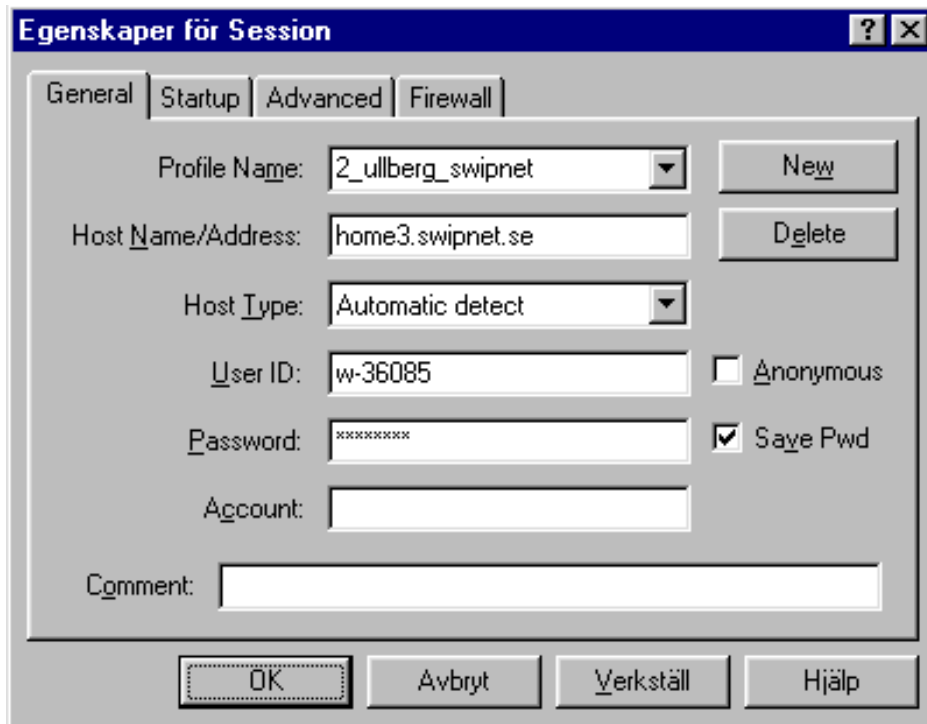 Egenskaper för Session
General Startup Advanced Firewall
Profile Name: 2_ullberg_swipnet New
Host Name/Address: home3.swipnet.se Delete
Host Type: Automatic detect
User ID: w-36085 Anonymous
Password: ******** Save Pwd
Account:
Comment:
OK Avbryt Verkställ Hjälp